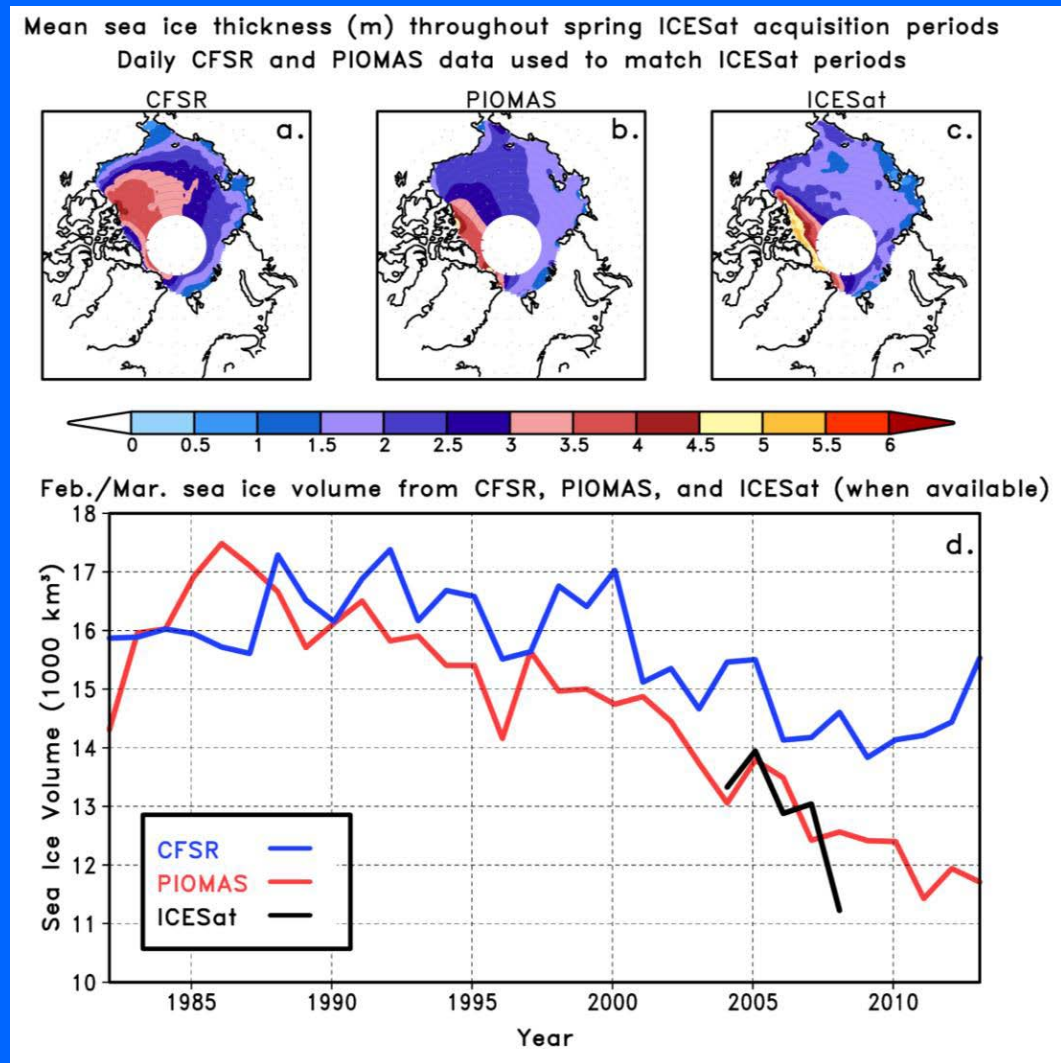 Mean sea ice thickness (m) throughout spring ICESat acquisition periods
Daily CFSR and PIOMAS data used to match ICESat periods
CFSR PIOMAS ICESat
a. b. c.
0 0.5 1 1.5 2 2.5 3 3.5 4 4.5 5 5.5 6
Feb./Mar. sea ice volume from CFSR, PIOMAS, and ICESat (when available)
d.
Sea Ice Volume (1000 km³)
18
17
16
15
14
13
12
11
10
CFSR
PIOMAS
ICESat
1985 1990 1995 2000 2005 2010
Year